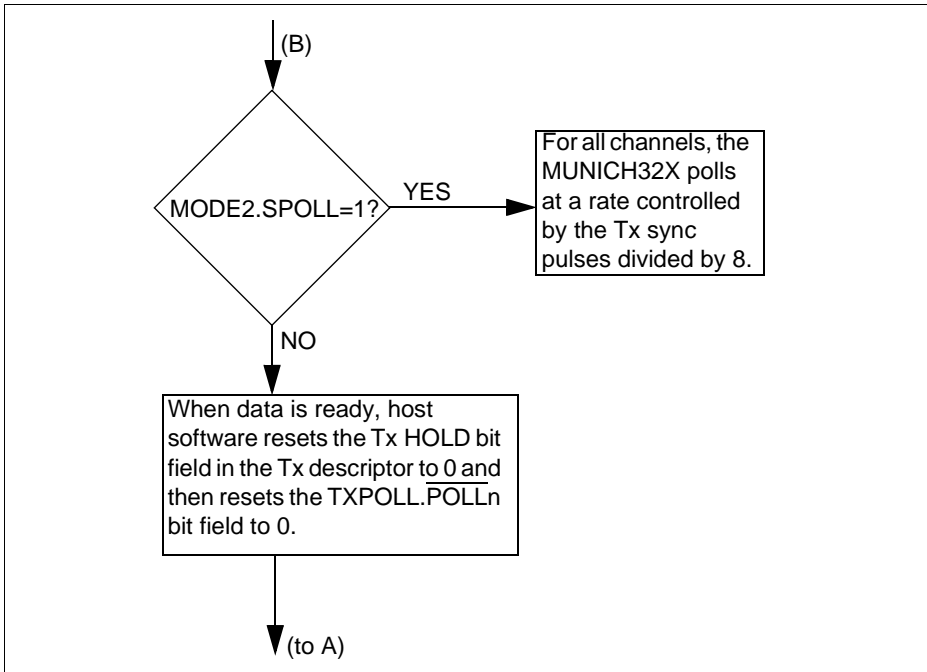 (B)
MODE2.SPOLL=1?
YES
For all channels, the
MUNICH32X polls
at a rate controlled
by the Tx sync
pulses divided by 8.
NO
When data is ready, host
software resets the Tx HOLD bit
field in the Tx descriptor to 0 and
then resets the TXPOLL.P̅O̅L̅L̅n
bit field to 0.
(to A)